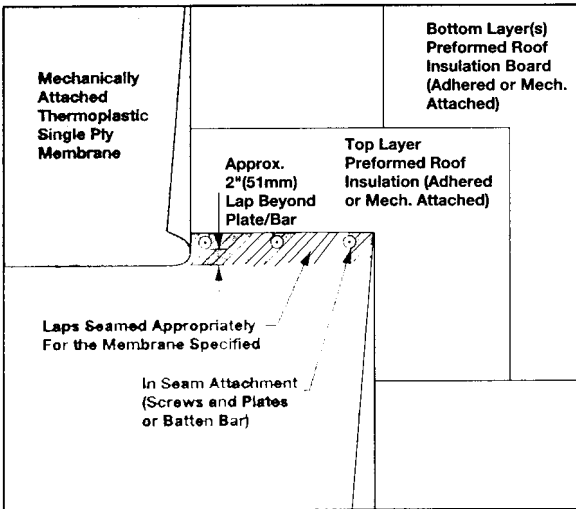 Mechanically
Attached
Thermoplastic
Single Ply
Membrane
Bottom Layer(s)
Preformed Roof
Insulation Board
(Adhered or Mech.
Attached)
Approx.
2"(51mm)
Lap Beyond
Plate/Bar
Top Layer
Preformed Roof
Insulation (Adhered
or Mech. Attached)
Laps Seamed Appropriately
For the Membrane Specified
In Seam Attachment
(Screws and Plates
or Batten Bar)